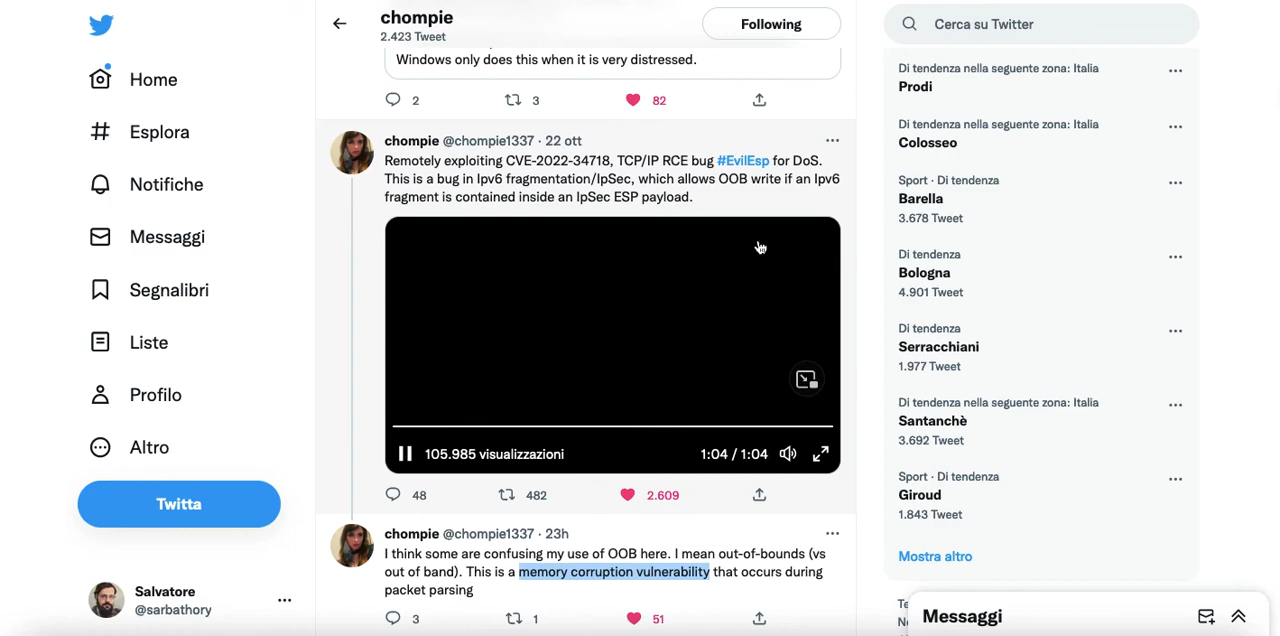 Home
Esplora
Notifiche
Messaggi
Segnalibri
Liste
Profilo
Altro
Twitta
Salvatore
@sarbathory
chompie
2.423 Tweet
Following
Windows only does this when it is very distressed.
2
3
82
chompie @chompie1337 · 22 ott
Remotely exploiting CVE-2022-34718, TCP/IP RCE bug #EvilEsp for DoS.
This is a bug in Ipv6 fragmentation/IpSec, which allows OOB write if an Ipv6
fragment is contained inside an IpSec ESP payload.
105.985 visualizzazioni
1:04 / 1:04
48
482
2.609
chompie @chompie1337 · 23h
I think some are confusing my use of OOB here. I mean out-of-bounds (vs
out of band). This is a memory corruption vulnerability that occurs during
packet parsing
3
1
51
Cerca su Twitter
Di tendenza nella seguente zona: Italia
Prodi
Di tendenza nella seguente zona: Italia
Colosseo
Sport · Di tendenza
Barella
3.678 Tweet
Di tendenza
Bologna
4.901 Tweet
Di tendenza
Serracchiani
1.977 Tweet
Di tendenza nella seguente zona: Italia
Santanchè
3.692 Tweet
Sport · Di tendenza
Giroud
1.843 Tweet
Mostra altro
Messaggi